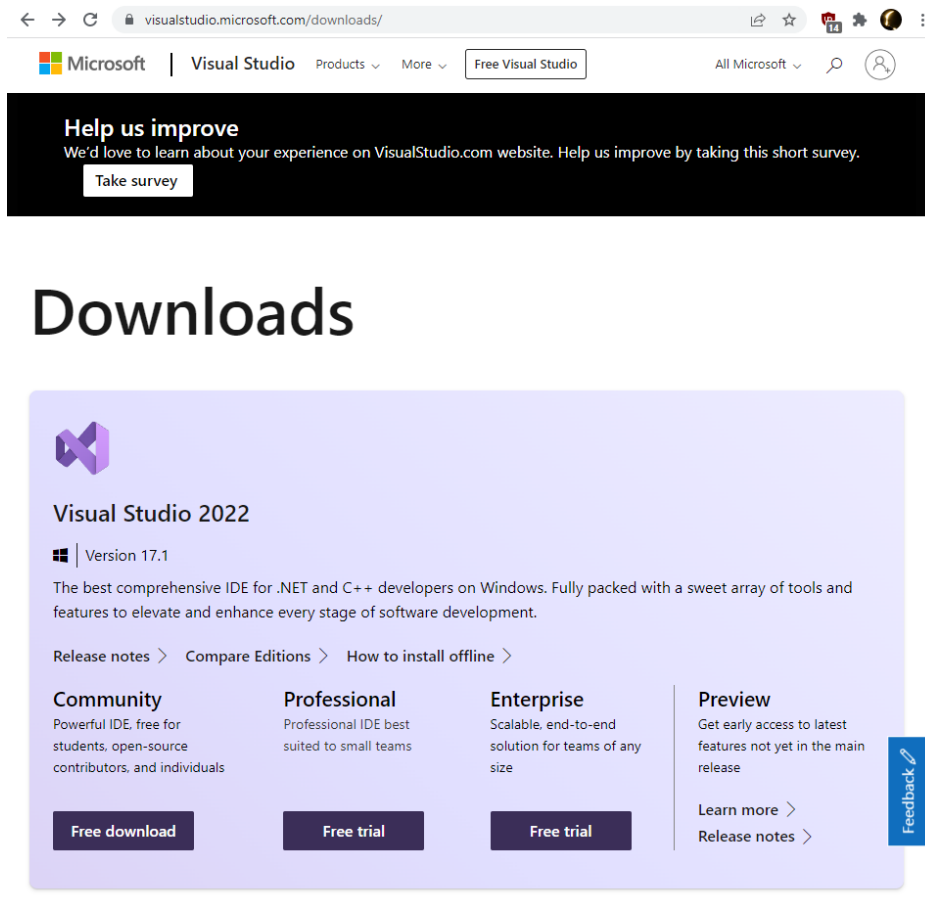 visualstudio.microsoft.com/downloads/
14
Microsoft | Visual Studio Products More Free Visual Studio All Microsoft
Help us improve
We'd love to learn about your experience on VisualStudio.com website. Help us improve by taking this short survey.
Take survey
Downloads
Visual Studio 2022
Version 17.1
The best comprehensive IDE for .NET and C++ developers on Windows. Fully packed with a sweet array of tools and
features to elevate and enhance every stage of software development.
Release notes Compare Editions How to install offline
Community
Powerful IDE, free for
students, open-source
contributors, and individuals
Free download
Professional
Professional IDE best
suited to small teams
Free trial
Enterprise
Scalable, end-to-end
solution for teams of any
size
Free trial
Preview
Get early access to latest
features not yet in the main
release
Learn more
Release notes
Feedback